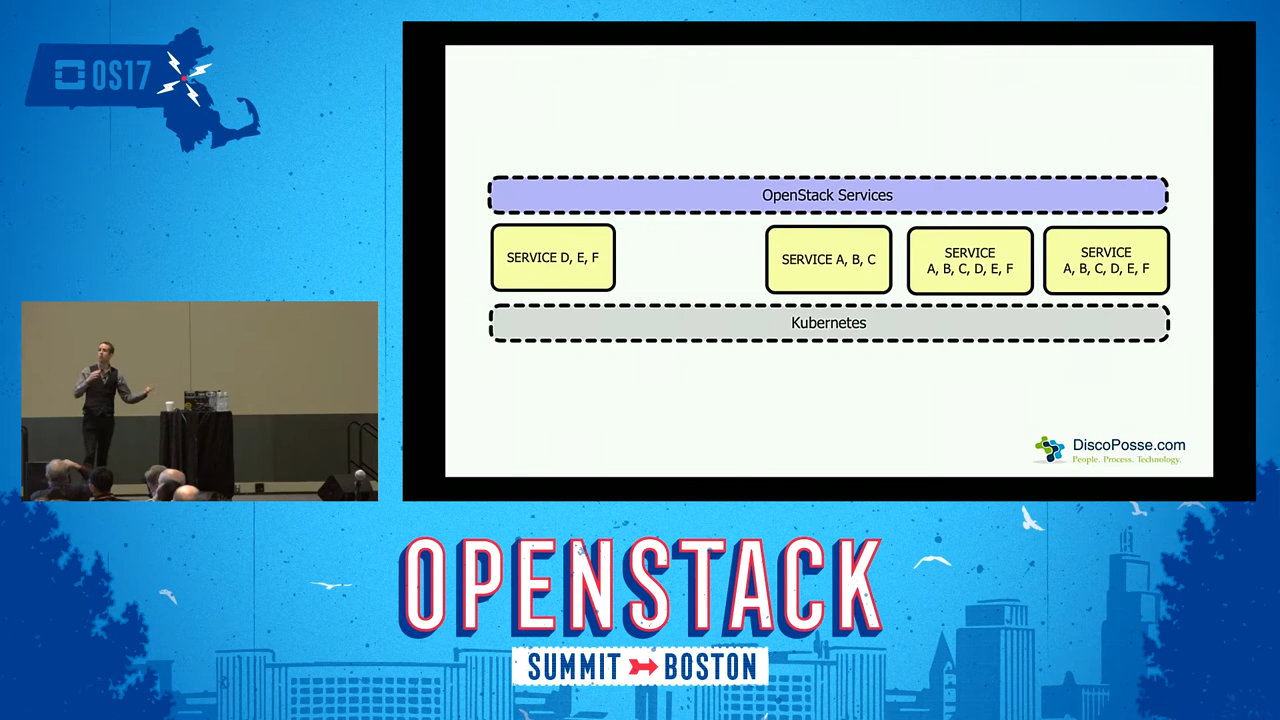 OS17
OpenStack Services
SERVICE D, E, F
SERVICE A, B, C
SERVICE
A, B, C, D, E, F
SERVICE
A, B, C, D, E, F
Kubernetes
DiscoPosse.com
People. Process. Technology.
OPENSTACK
SUMMIT BOSTON